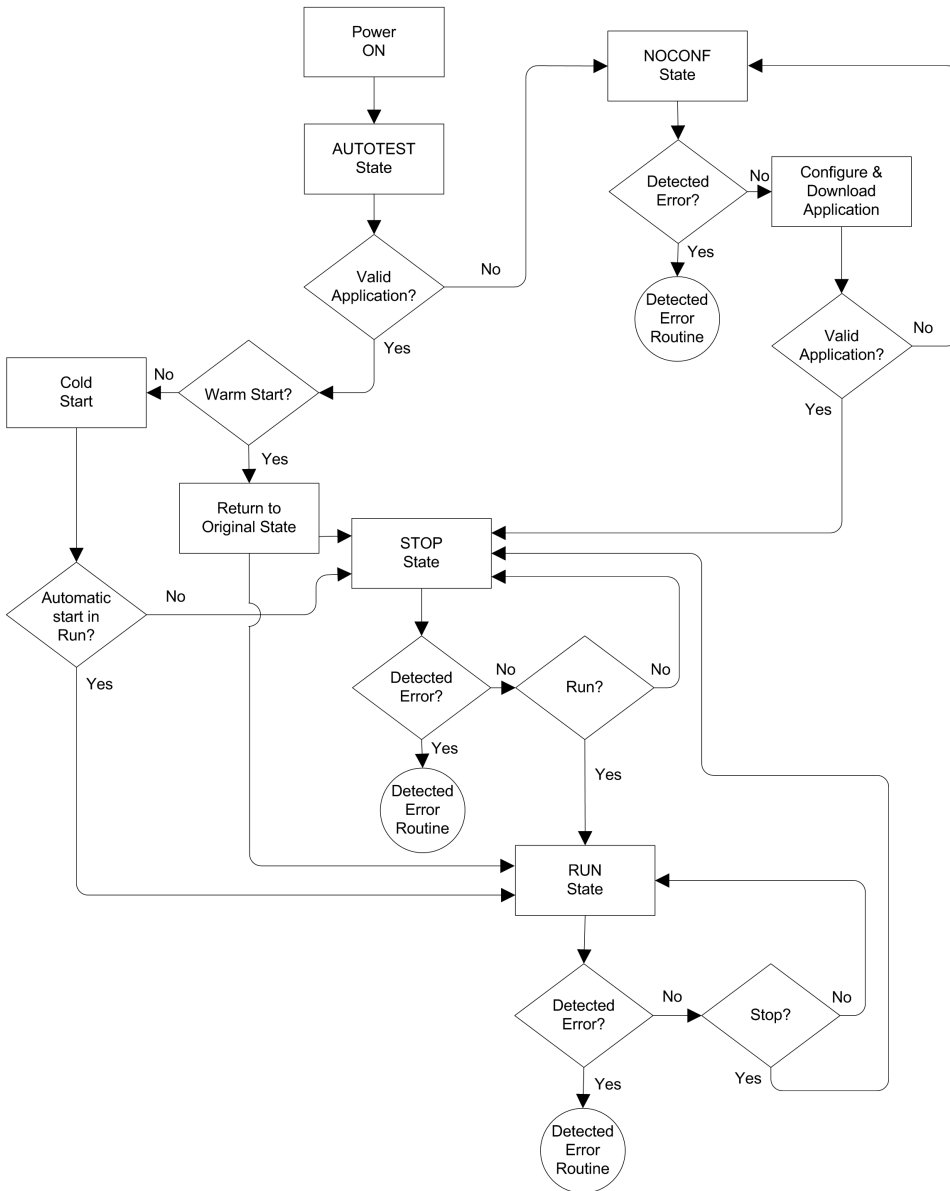 Power
ON
NOCONF
State
AUTOTEST
State
Detected
Error?
No
Configure &
Download
Application
Yes
Valid
Application?
No
Detected
Error
Routine
Valid
Application?
No
Yes
Yes
Cold
Start
No
Warm Start?
Yes
Return to
Original State
STOP
State
Automatic
start in
Run?
No
Yes
Detected
Error?
No
Run?
No
Yes
Yes
Detected
Error
Routine
RUN
State
Detected
Error?
No
Stop?
No
Yes
Yes
Detected
Error
Routine